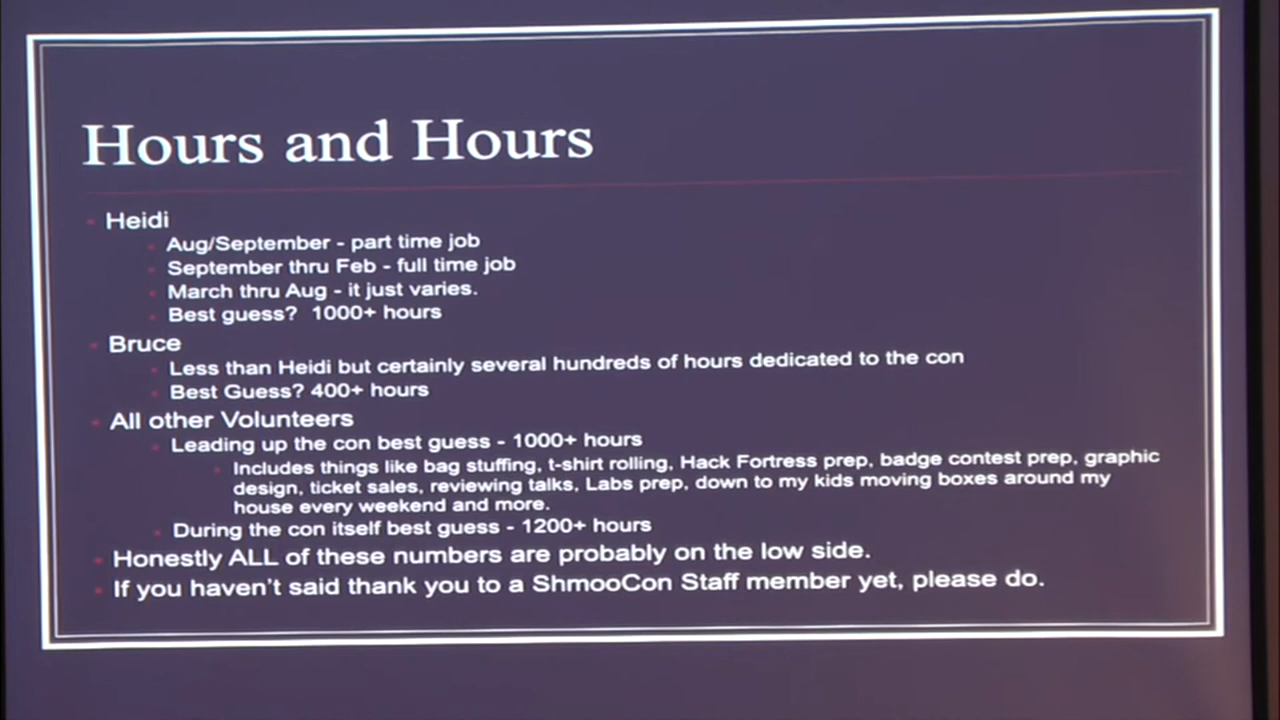 Hours and Hours
Heidi
Aug/September - part time job
September thru Feb - full time job
March thru Aug - it just varies.
Best guess?  1000+ hours
Bruce
Less than Heidi but certainly several hundreds of hours dedicated to the con
Best Guess? 400+ hours
All other Volunteers
Leading up the con best guess - 1000+ hours
Includes things like bag stuffing, t-shirt rolling, Hack Fortress prep, badge contest prep, graphic
design, ticket sales, reviewing talks, Labs prep, down to my kids moving boxes around my
house every weekend and more.
During the con itself best guess - 1200+ hours
Honestly ALL of these numbers are probably on the low side.
If you haven't said thank you to a ShmooCon Staff member yet, please do.